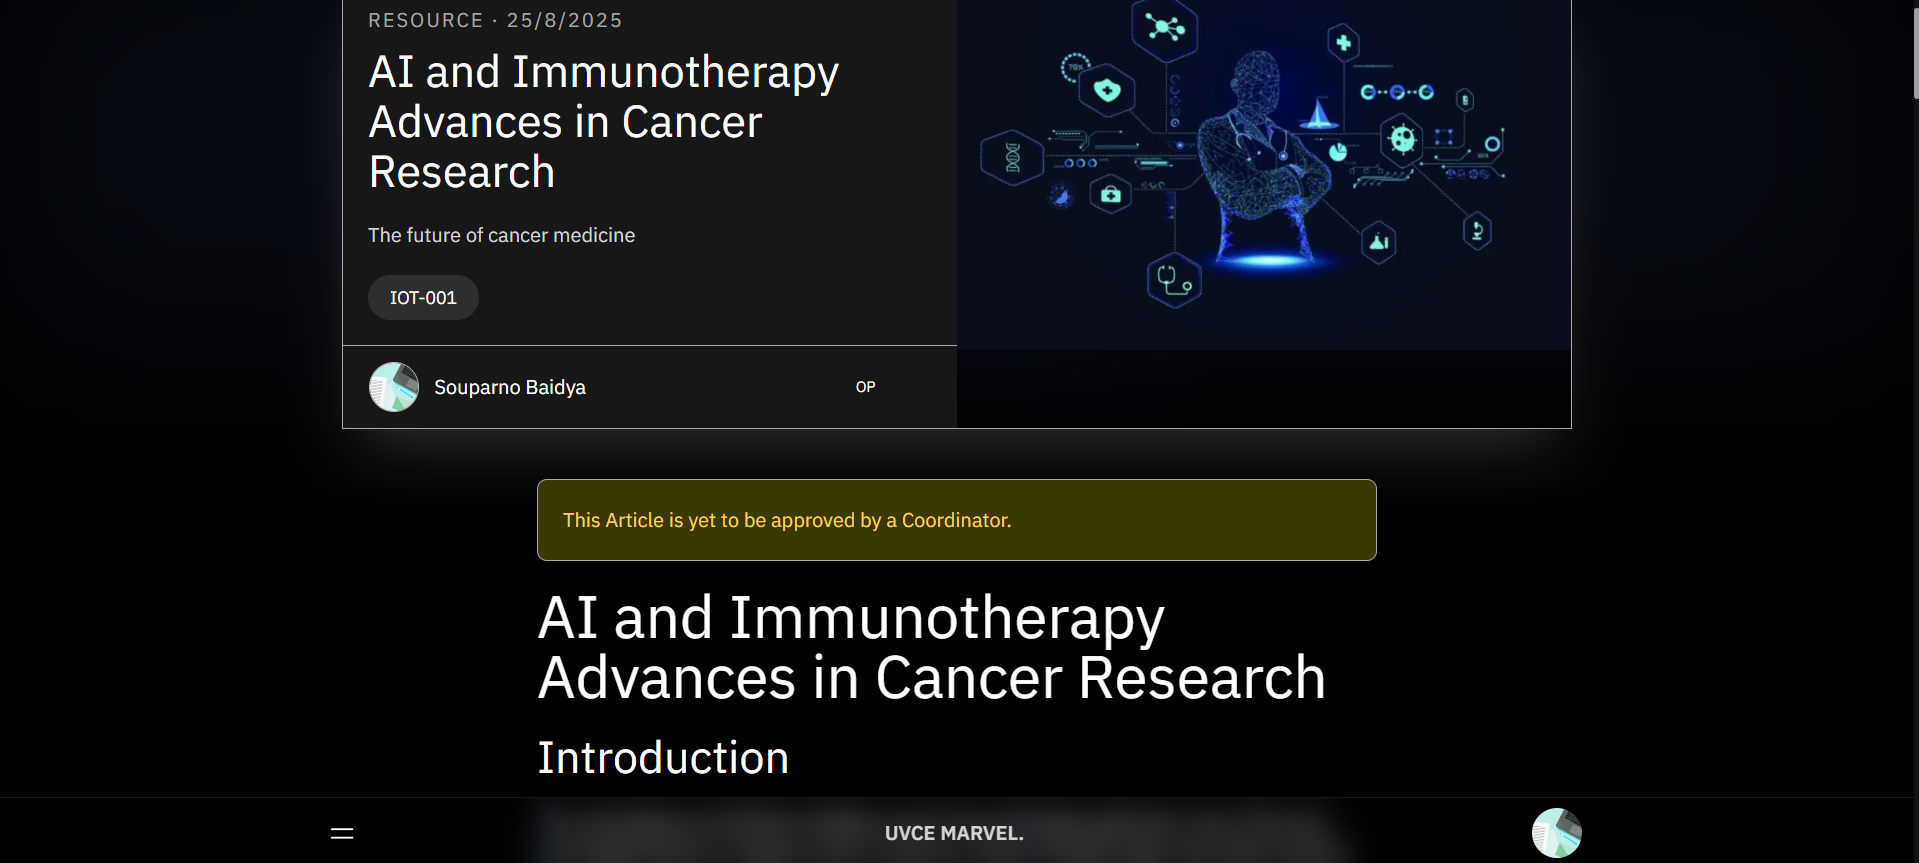 RESOURCE · 25/8/2025
AI and Immunotherapy
Advances in Cancer
Research
The future of cancer medicine
IOT-001
Souparno Baidya
OP
This Article is yet to be approved by a Coordinator.
AI and Immunotherapy
Advances in Cancer Research
Introduction
UVCE MARVEL.